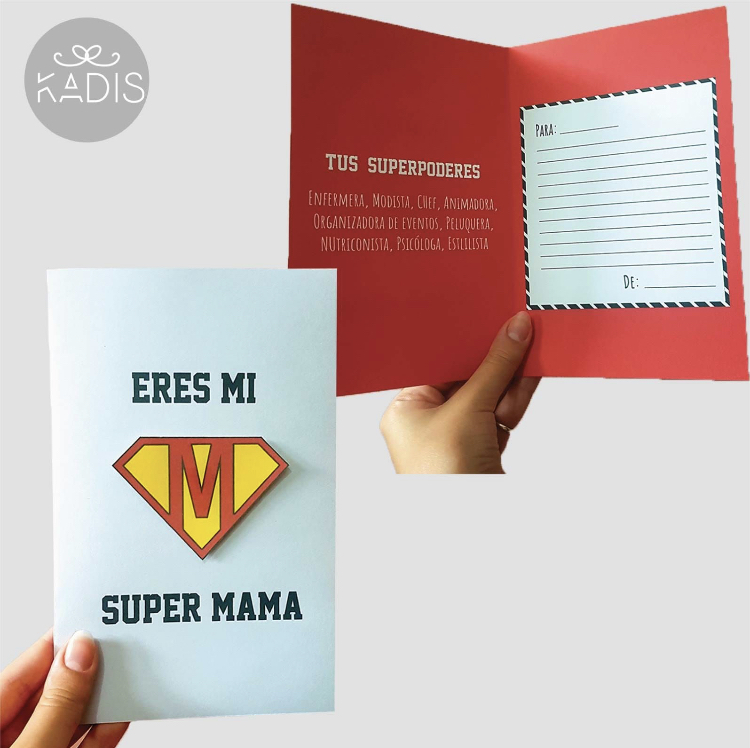 KADIS
TUS SUPERPODERES
ENFERMERA, MODISTA, CHEF, ANIMADORA,
ORGANIZADORA DE EVENTOS, PELUQUERA,
NUTRICONISTA, PSICÓLOGA, ESTLILISTA
PARA:
DE:
ERES MI
M
SUPER MAMA